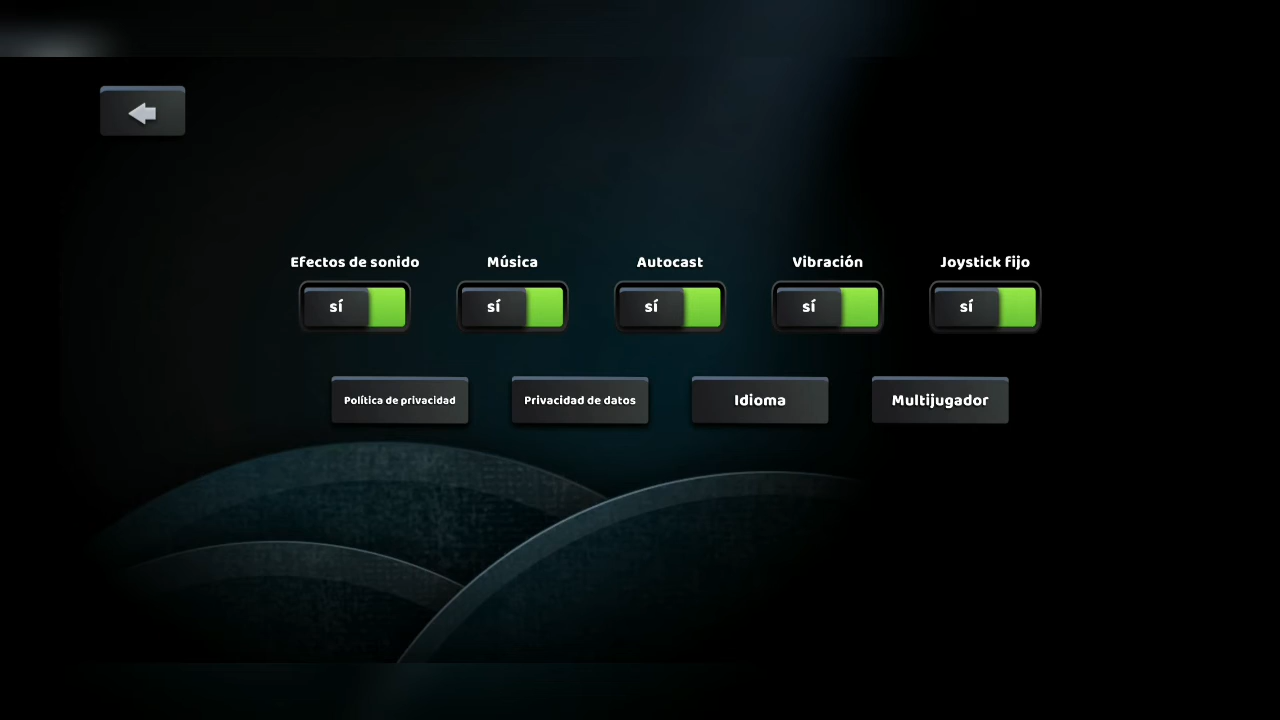 Efectos de sonido Música Autocast Vibración Joystick fijo
sí sí sí sí sí
Política de privacidad Privacidad de datos Idioma Multijugador